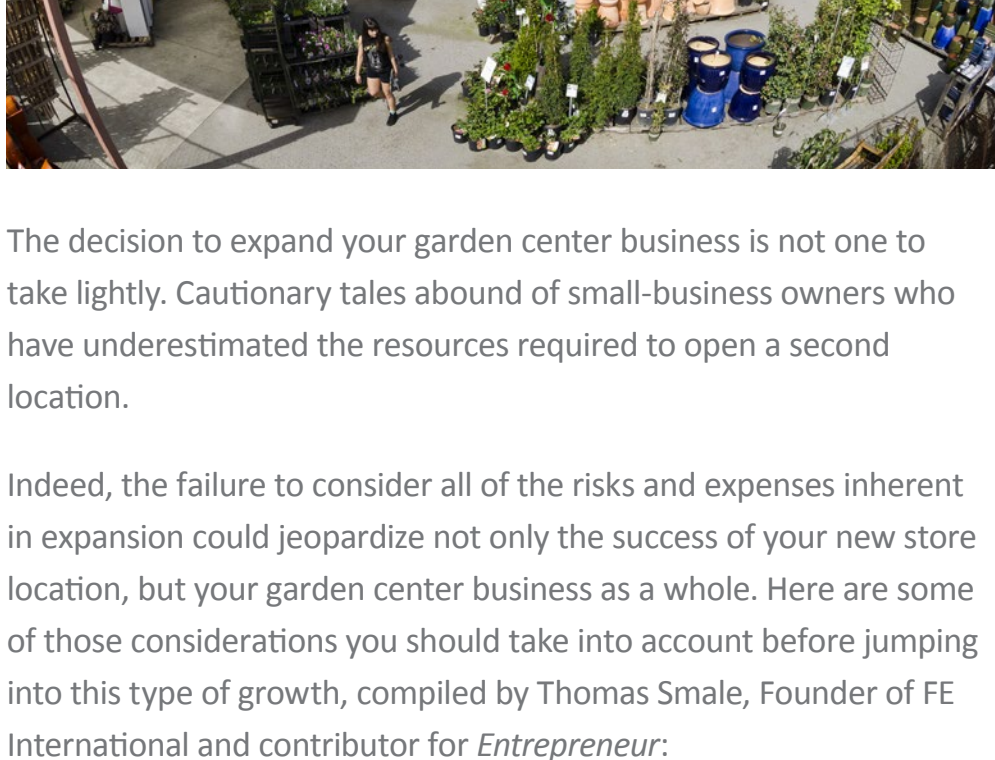 The decision to expand your garden center business is not one to
take lightly. Cautionary tales abound of small-business owners who
have underestimated the resources required to open a second
location.
Indeed, the failure to consider all of the risks and expenses inherent
in expansion could jeopardize not only the success of your new store
location, but your garden center business as a whole. Here are some
of those considerations you should take into account before jumping
into this type of growth, compiled by Thomas Smale, Founder of FE
International and contributor for Entrepreneur: